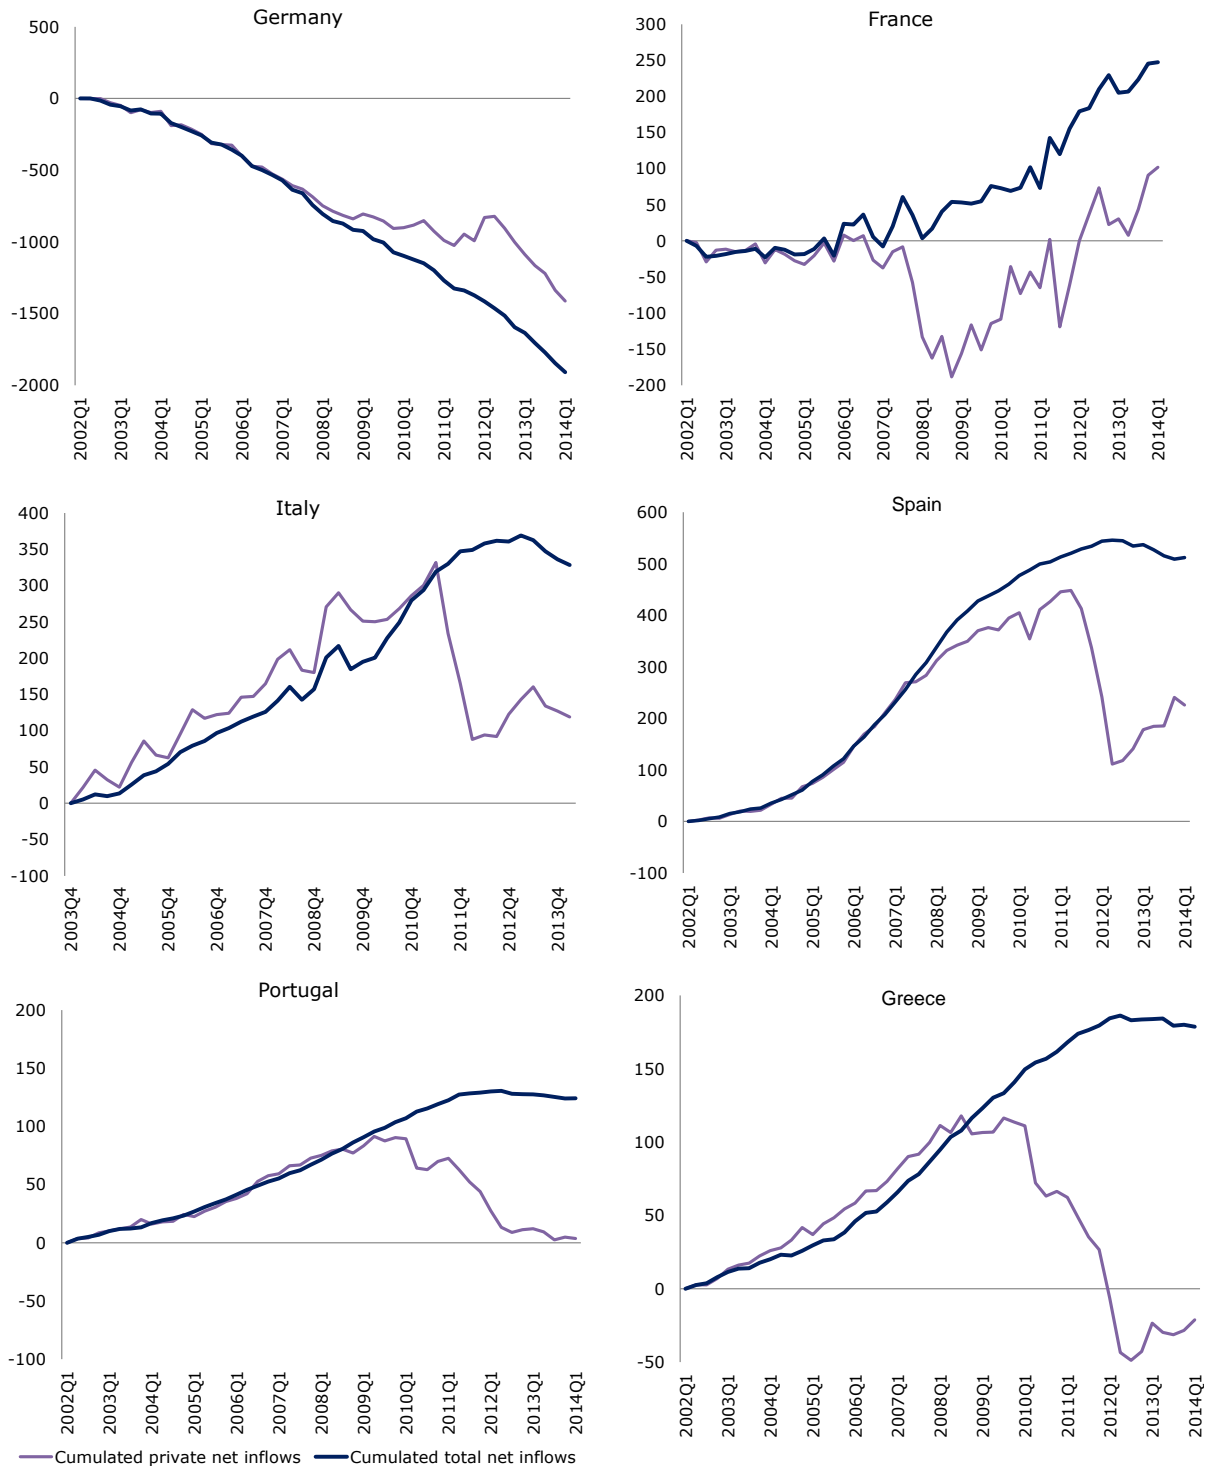 Germany
500
0
-500
-1000
-1500
-2000
2002Q1
2003Q1
2004Q1
2005Q1
2006Q1
2007Q1
2008Q1
2009Q1
2010Q1
2011Q1
2012Q1
2013Q1
2014Q1
France
300
250
200
150
100
50
0
-50
-100
-150
-200
2002Q1
2003Q1
2004Q1
2005Q1
2006Q1
2007Q1
2008Q1
2009Q1
2010Q1
2011Q1
2012Q1
2013Q1
2014Q1
Italy
400
350
300
250
200
150
100
50
0
-50
-100
2003Q4
2004Q4
2005Q4
2006Q4
2007Q4
2008Q4
2009Q4
2010Q4
2011Q4
2012Q4
2013Q4
Spain
600
500
400
300
200
100
0
-100
2002Q1
2003Q1
2004Q1
2005Q1
2006Q1
2007Q1
2008Q1
2009Q1
2010Q1
2011Q1
2012Q1
2013Q1
2014Q1
Portugal
200
150
100
50
0
-50
-100
2002Q1
2003Q1
2004Q1
2005Q1
2006Q1
2007Q1
2008Q1
2009Q1
2010Q1
2011Q1
2012Q1
2013Q1
2014Q1
Greece
200
150
100
50
0
-50
2002Q1
2003Q1
2004Q1
2005Q1
2006Q1
2007Q1
2008Q1
2009Q1
2010Q1
2011Q1
2012Q1
2013Q1
2014Q1
Cumulated private net inflows Cumulated total net inflows